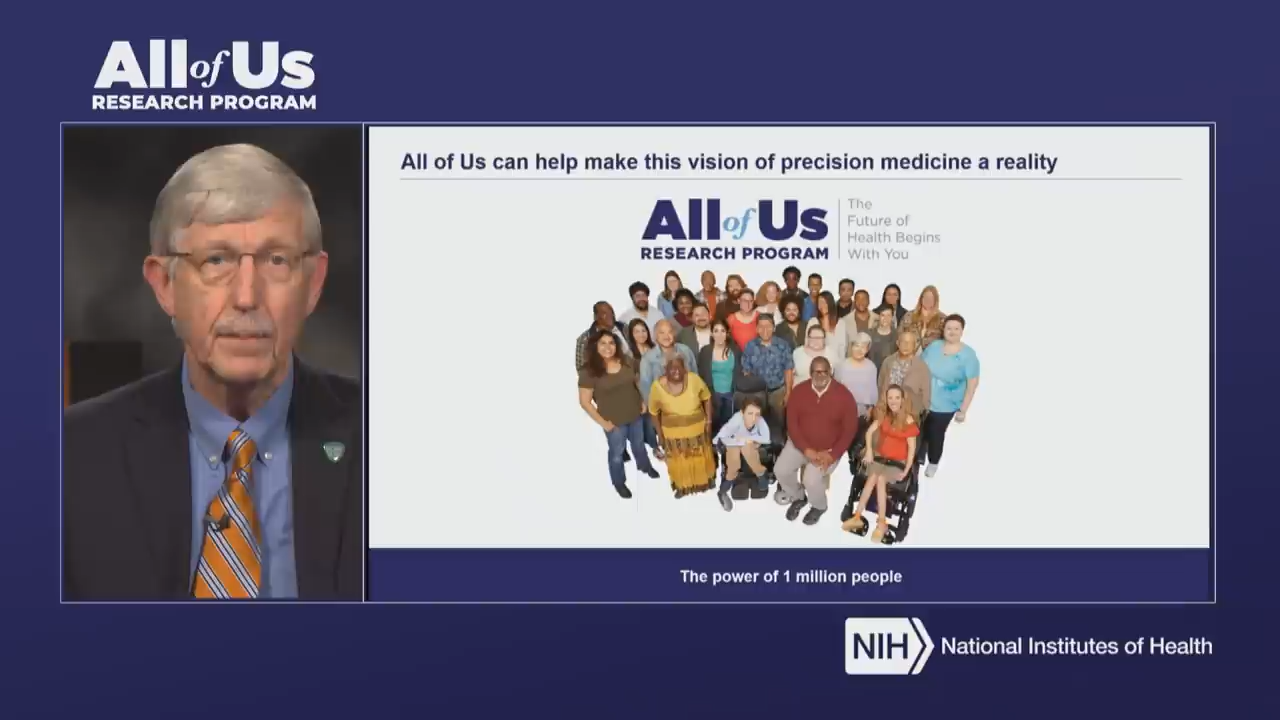 All of Us
RESEARCH PROGRAM
All of Us can help make this vision of precision medicine a reality
All of Us
RESEARCH PROGRAM
The
Future of
Health Begins
With You
The power of 1 million people
NIH National Institutes of Health